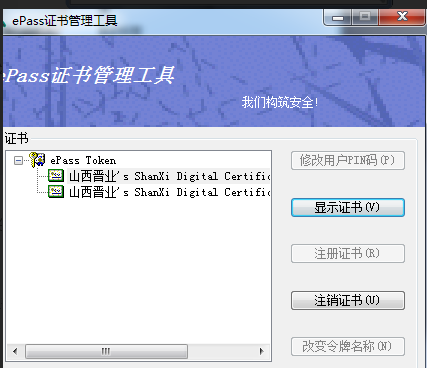 ePass证书管理工具
ePass证书管理工具
我们构筑安全!
证书
ePass Token
山西晋业's ShanXi Digital Certific
山西晋业's ShanXi Digital Certific
修改用户PIN码(P)
显示证书(V)
注册证书(R)
注销证书(U)
改变令牌名称(N)